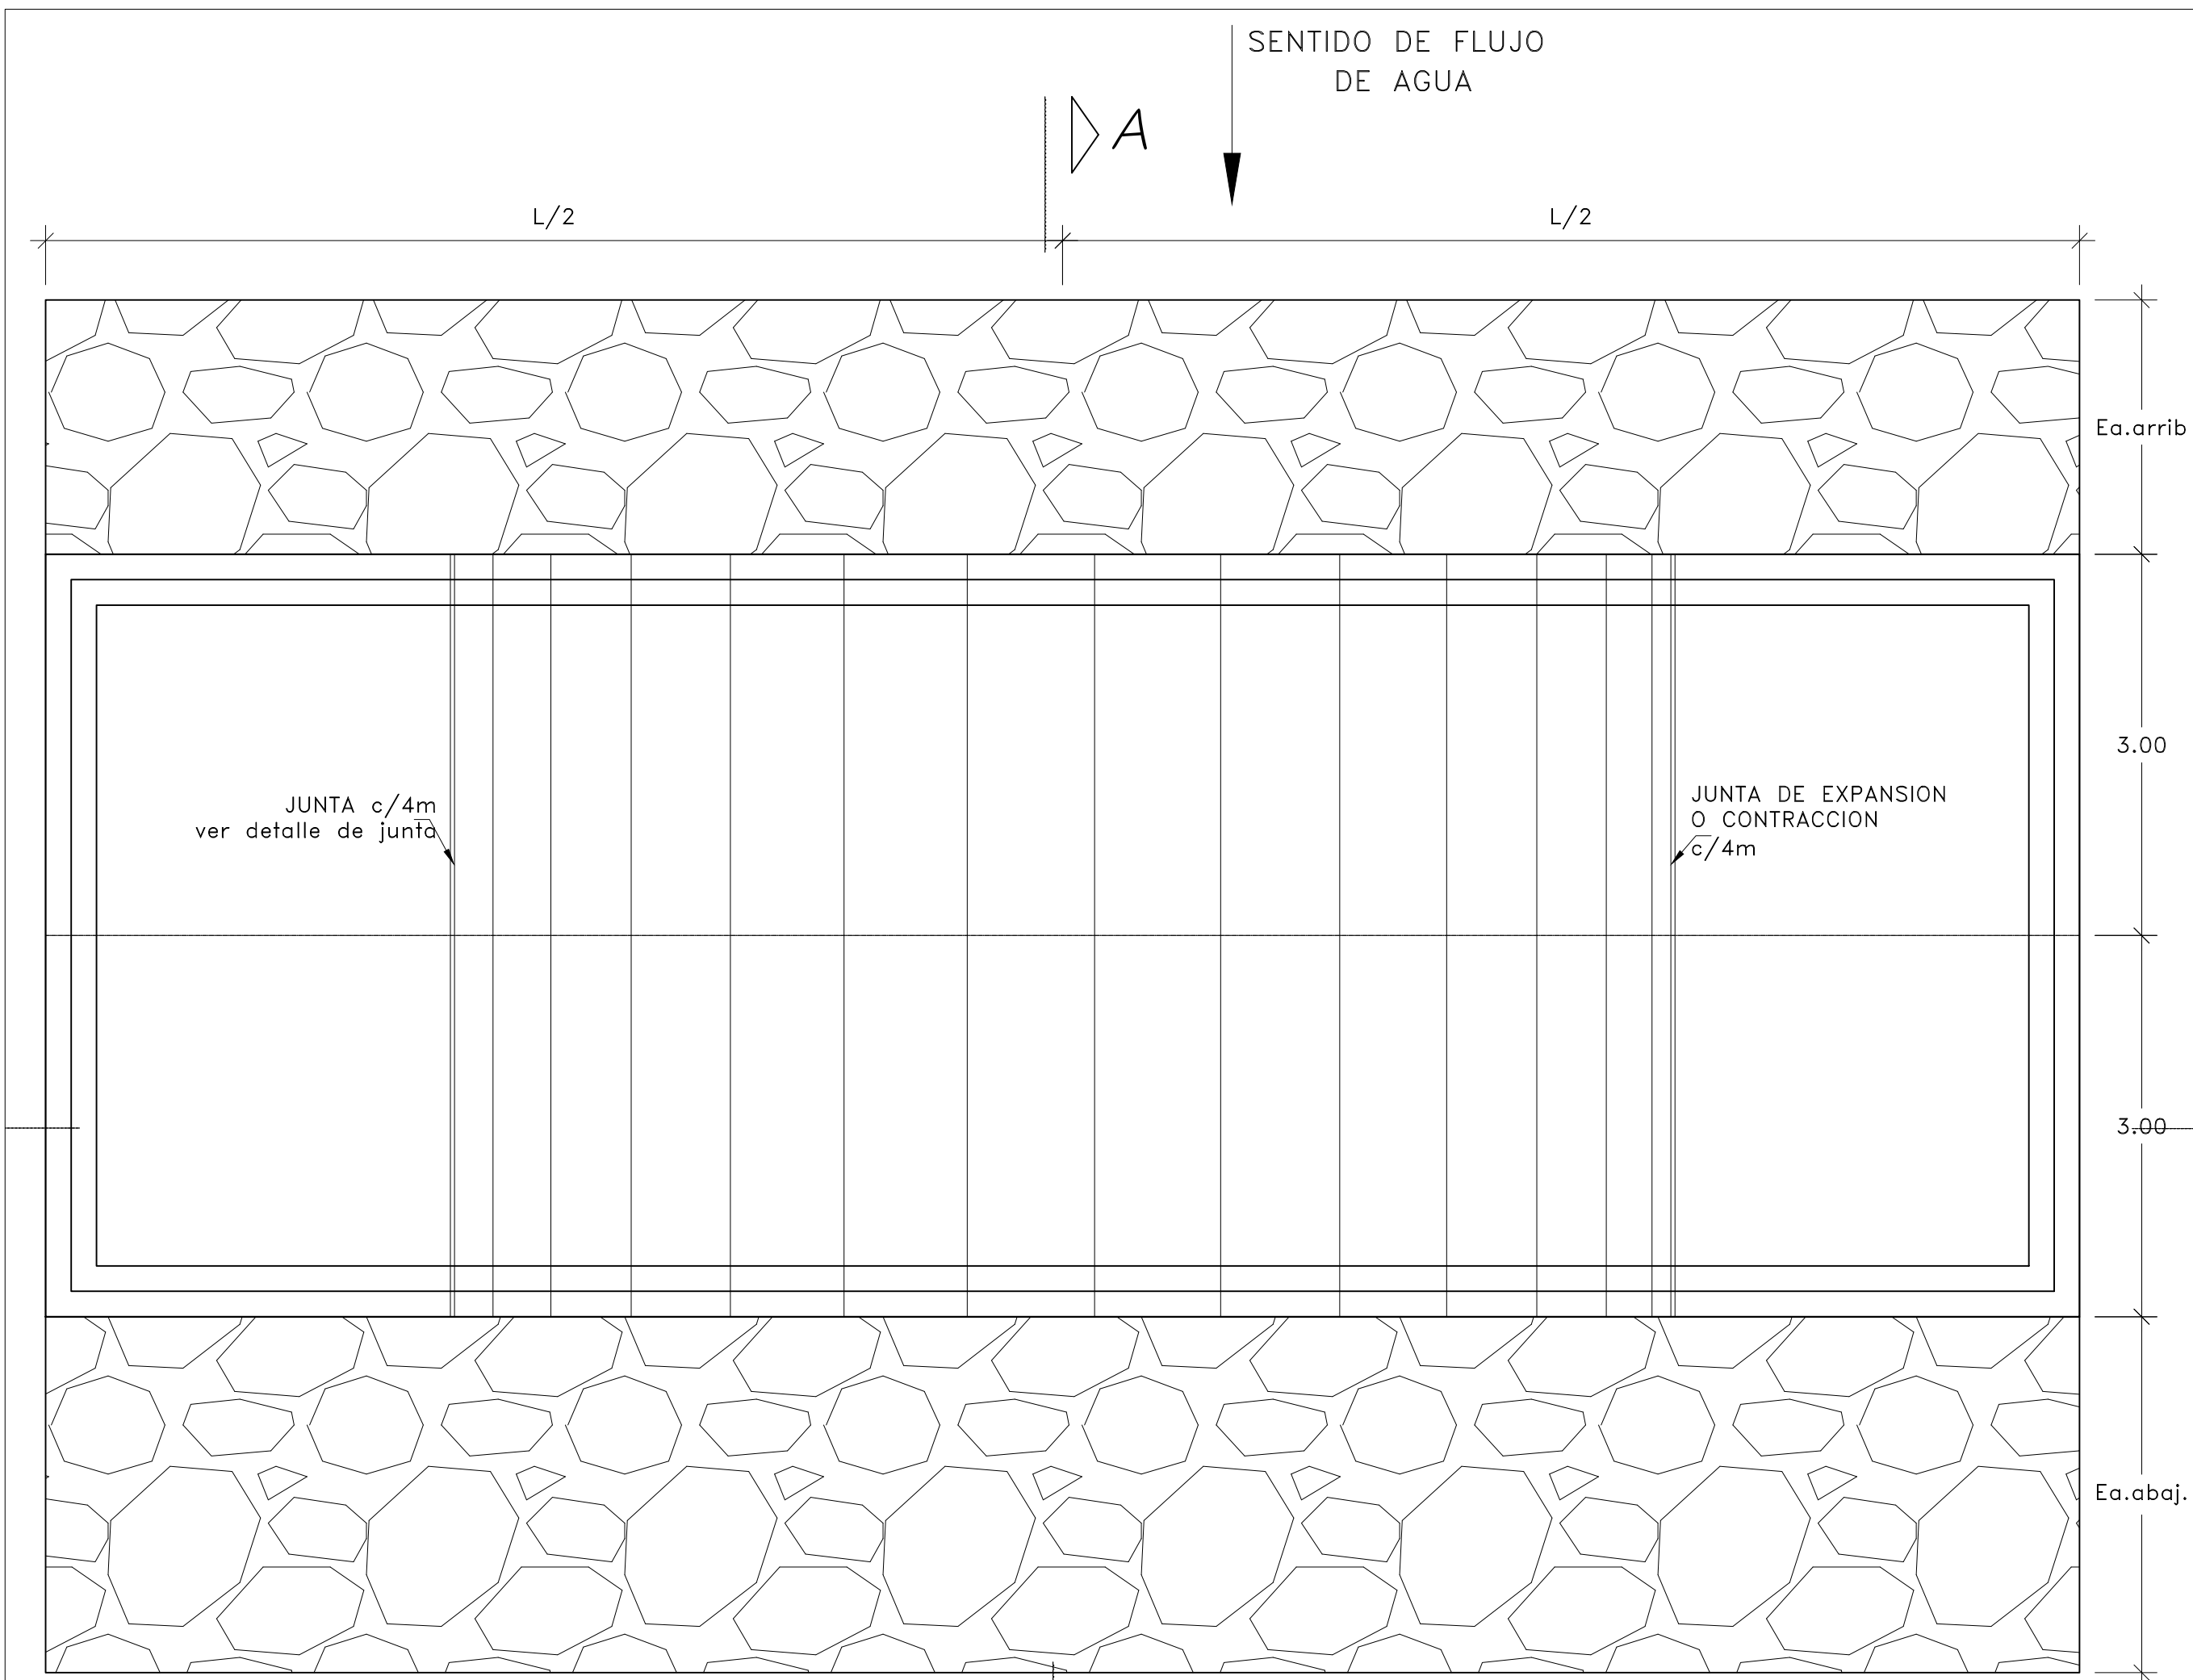 SENTIDO DE FLUJO
DE AGUA
A
L/2
L/2
Ea.arrib
3.00
JUNTA c/4m
ver detalle de junta
JUNTA DE EXPANSION
O CONTRACCION
c/4m
3.00
Ea.abaj.